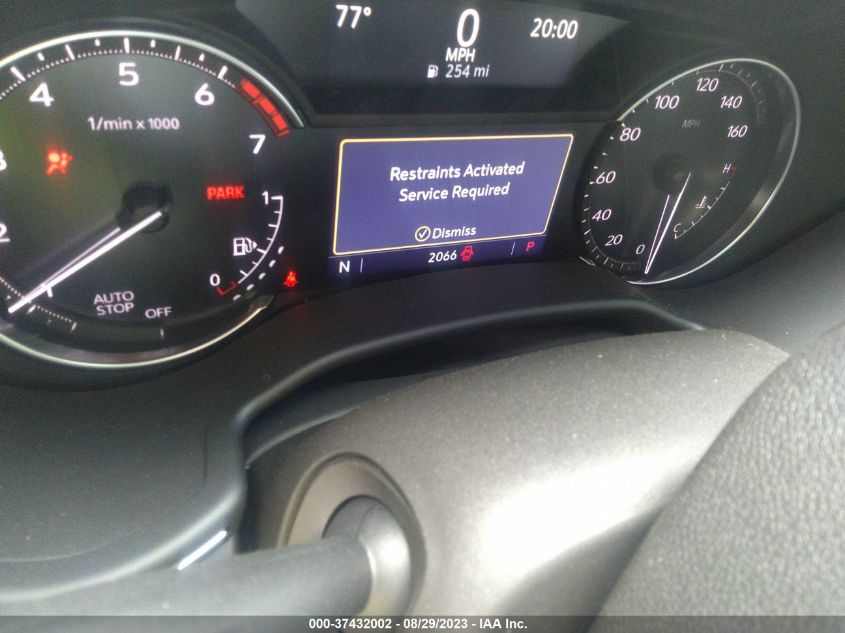 77° 0 20:00
MPH
254 mi
4 5 6 7
1/min x 1000
3
2
1
PARK
1
0
AUTO
STOP
OFF
Restraints Activated
Service Required
Dismiss
N 2066 P
0 20 40 60 80 100 120 140 160
MPH
H
C
000-37432002 - 08/29/2023 - IAA Inc.